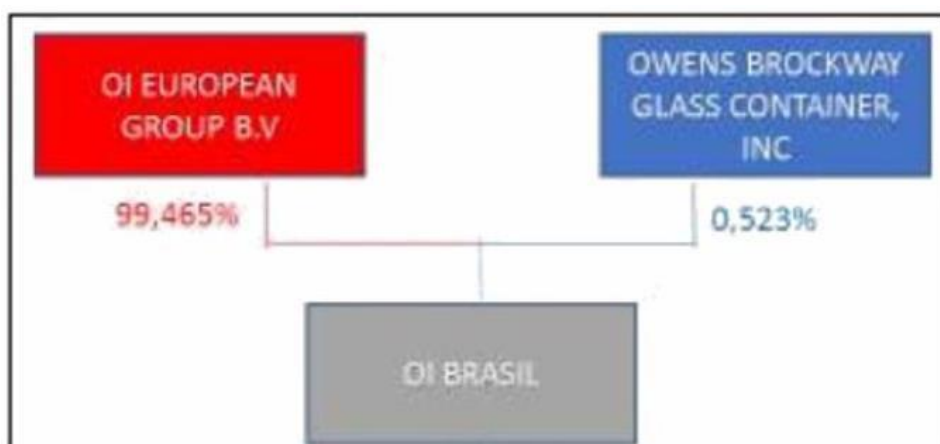 OI EUROPEAN
GROUP B.V
OWENS BROCKWAY
GLASS CONTAINER,
INC
99,465%
0,523%
OI BRASIL